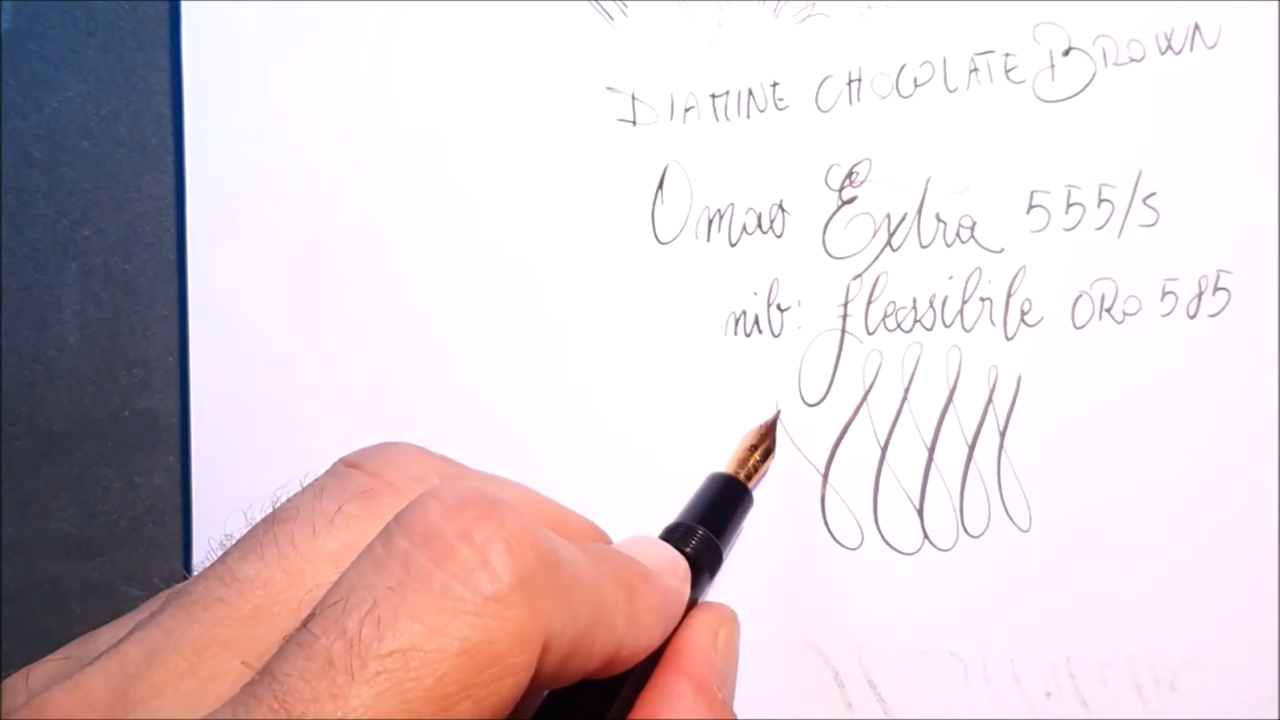 DIAMINE CHOCOLATE BROWN
Omas Extra 555/s
nib: flessibile ORO 585